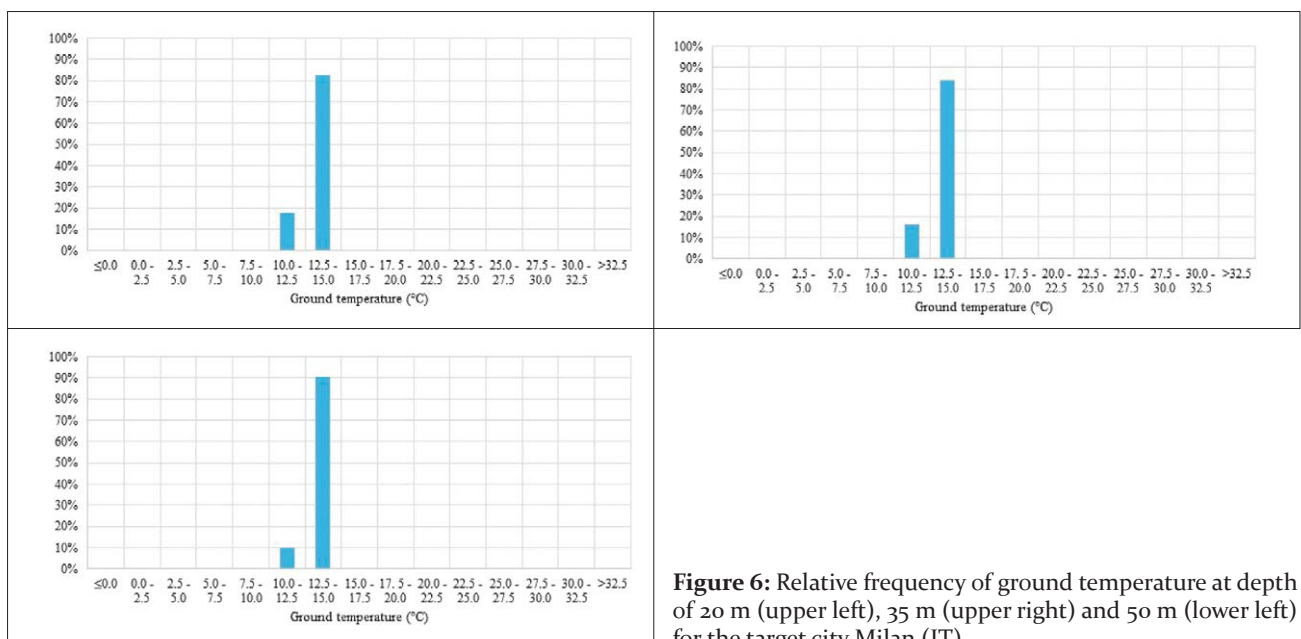 100%
90%
80%
70%
60%
50%
40%
30%
20%
10%
0%
≤0.0 0.0 - 2.5 - 5.0 - 7.5 - 10.0 - 12.5 - 15.0 - 17. 5 - 20.0 - 22.5 - 25.0 - 27.5 - 30.0 - >32.5
2.5 5.0 7.5 10.0 12.5 15.0 17.5 20.0 22.5 25.0 27.5 30.0 32.5
Ground temperature (°C)
100%
90%
80%
70%
60%
50%
40%
30%
20%
10%
0%
≤0.0 0.0 - 2.5 - 5.0 - 7.5 - 10.0 - 12.5 - 15.0 - 17. 5 - 20.0 - 22.5 - 25.0 - 27.5 - 30.0 - >32.5
2.5 5.0 7.5 10.0 12.5 15.0 17.5 20.0 22.5 25.0 27.5 30.0 32.5
Ground temperature (°C)
100%
90%
80%
70%
60%
50%
40%
30%
20%
10%
0%
≤0.0 0.0 - 2.5 - 5.0 - 7.5 - 10.0 - 12.5 - 15.0 - 17. 5 - 20.0 - 22.5 - 25.0 - 27.5 - 30.0 - >32.5
2.5 5.0 7.5 10.0 12.5 15.0 17.5 20.0 22.5 25.0 27.5 30.0 32.5
Ground temperature (°C)
Figure 6: Relative frequency of ground temperature at depth
of 20 m (upper left), 35 m (upper right) and 50 m (lower left)
for the target city Milan (IT)